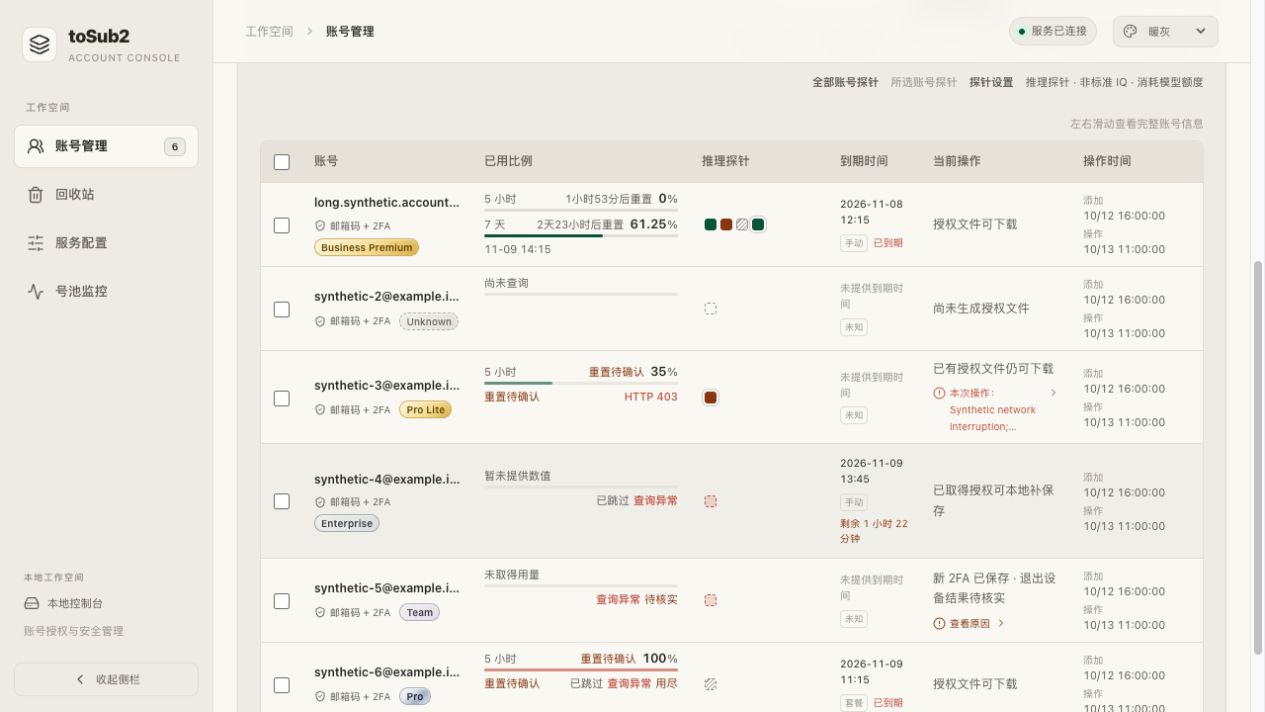 toSub2
ACCOUNT CONSOLE
工作空间
账号管理 6
回收站
服务配置
号池监控
本地工作空间
本地控制台
账号授权与安全管理
收起侧栏
工作空间 > 账号管理
服务已连接
暖灰
全部账号探针 所选账号探针 探针设置 推理探针 · 非标准 IQ · 消耗模型额度
左右滑动查看完整账号信息
账号 已用比例 推理探针 到期时间 当前操作 操作时间
long.synthetic.account...
邮箱码 + 2FA
Business Premium
5 小时 1小时53分后重置 0%
7 天 2天23小时后重置 61.25%
11-09 14:15
2026-11-08
12:15
手动 已到期
授权文件可下载
添加
10/12 16:00:00
操作
10/13 11:00:00
synthetic-2@example.i...
邮箱码 + 2FA Unknown
尚未查询
未提供到期时
间
未知
尚未生成授权文件
添加
10/12 16:00:00
操作
10/13 11:00:00
synthetic-3@example.i...
邮箱码 + 2FA Pro Lite
5 小时 重置待确认 35%
重置待确认 HTTP 403
未提供到期时
间
未知
已有授权文件仍可下载
本次操作：
Synthetic network
interruption;...
添加
10/12 16:00:00
操作
10/13 11:00:00
synthetic-4@example.i...
邮箱码 + 2FA
Enterprise
暂未提供数值
已跳过 查询异常
2026-11-09
13:45
手动
剩余 1 小时 22
分钟
已取得授权可本地补保
存
添加
10/12 16:00:00
操作
10/13 11:00:00
synthetic-5@example.i...
邮箱码 + 2FA Team
未取得用量
查询异常 待核实
未提供到期时
间
未知
新 2FA 已保存 · 退出设
备结果待核实
查看原因 >
添加
10/12 16:00:00
操作
10/13 11:00:00
synthetic-6@example.i...
邮箱码 + 2FA Pro
5 小时 重置待确认 100%
重置待确认 已跳过 查询异常 用尽
2026-11-09
11:15
套餐 已到期
授权文件可下载
添加
10/12 16:00:00
操作
10/13 11:00:00